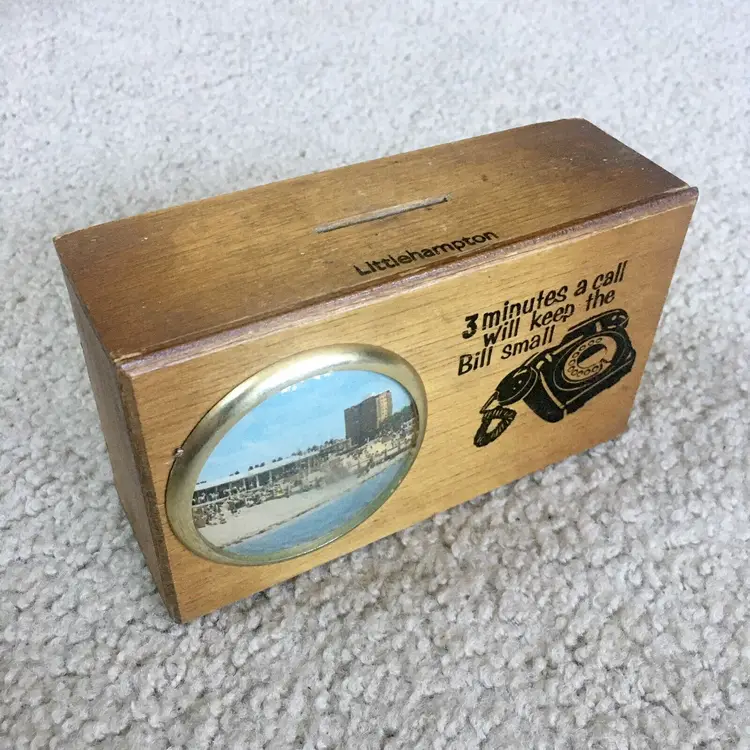 Littlehampton
3 minutes a call
will keep the
Bill small